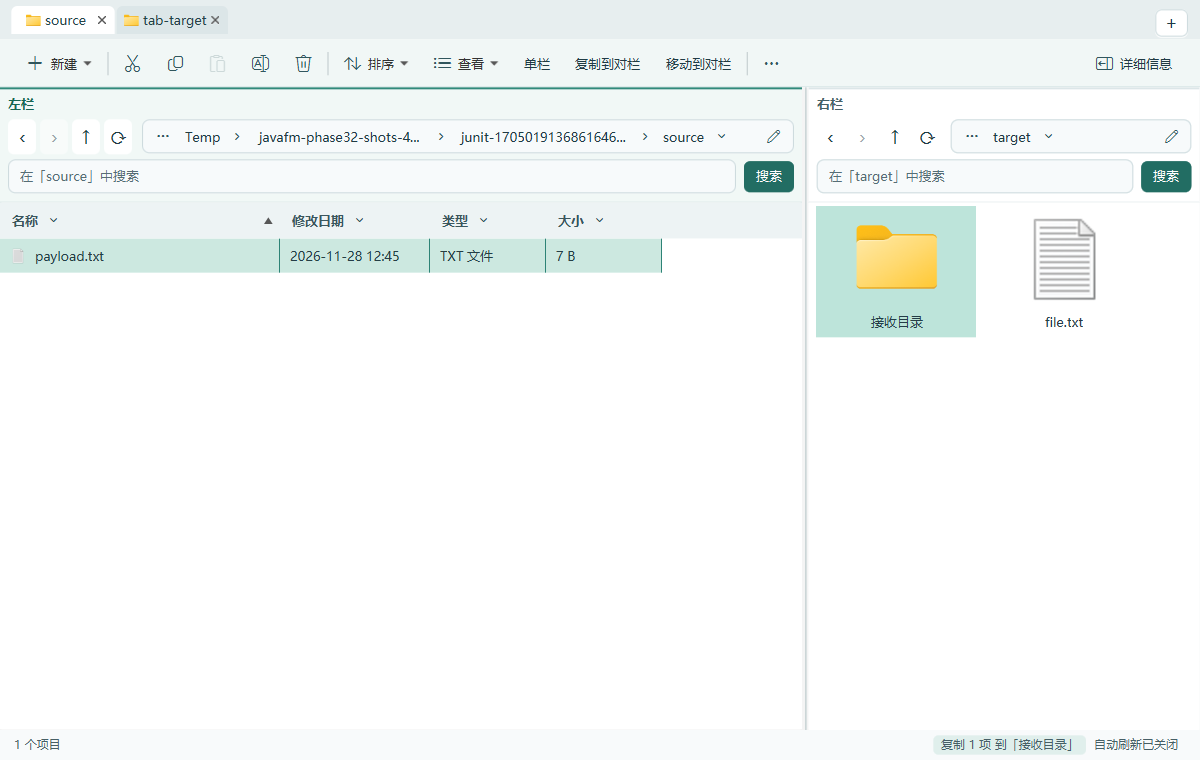 source
tab-target
新建
排序
查看
单栏
复制到对栏
移动到对栏
详细信息
左栏
Temp
javafm-phase32-shots-4...
junit-1705019136861646...
source
在「source」中搜索
搜索
名称
修改日期
类型
大小
payload.txt
2026-11-28 12:45
TXT 文件
7 B
右栏
target
在「target」中搜索
搜索
接收目录
file.txt
1 个项目
复制 1 项 到「接收目录」
自动刷新已关闭